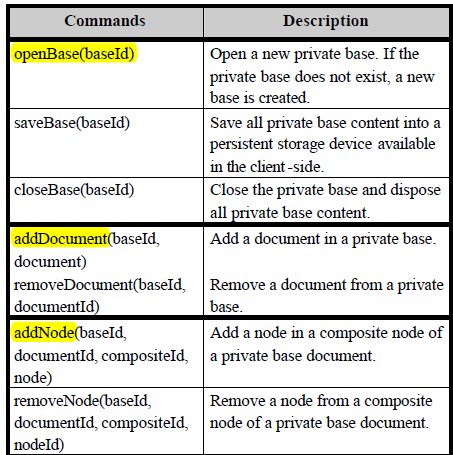 Commands
Description
openBase(baseId)
Open a new private base. If the
private base does not exist, a new
base is created.
saveBase(baseId)
Save all private base content into a
persistent storage device available
in the client-side.
closeBase(baseId)
Close the private base and dispose
all private base content.
addDocument(baseId,
document)
Add a document in a private base.
removeDocument(baseId,
documentId)
Remove a document from a private
base.
addNode(baseId,
documentId, compositeId,
node)
Add a node in a composite node of
a private base document.
removeNode(baseId,
documentId, compositeId,
nodeId)
Remove a node from a composite
node of a private base document.